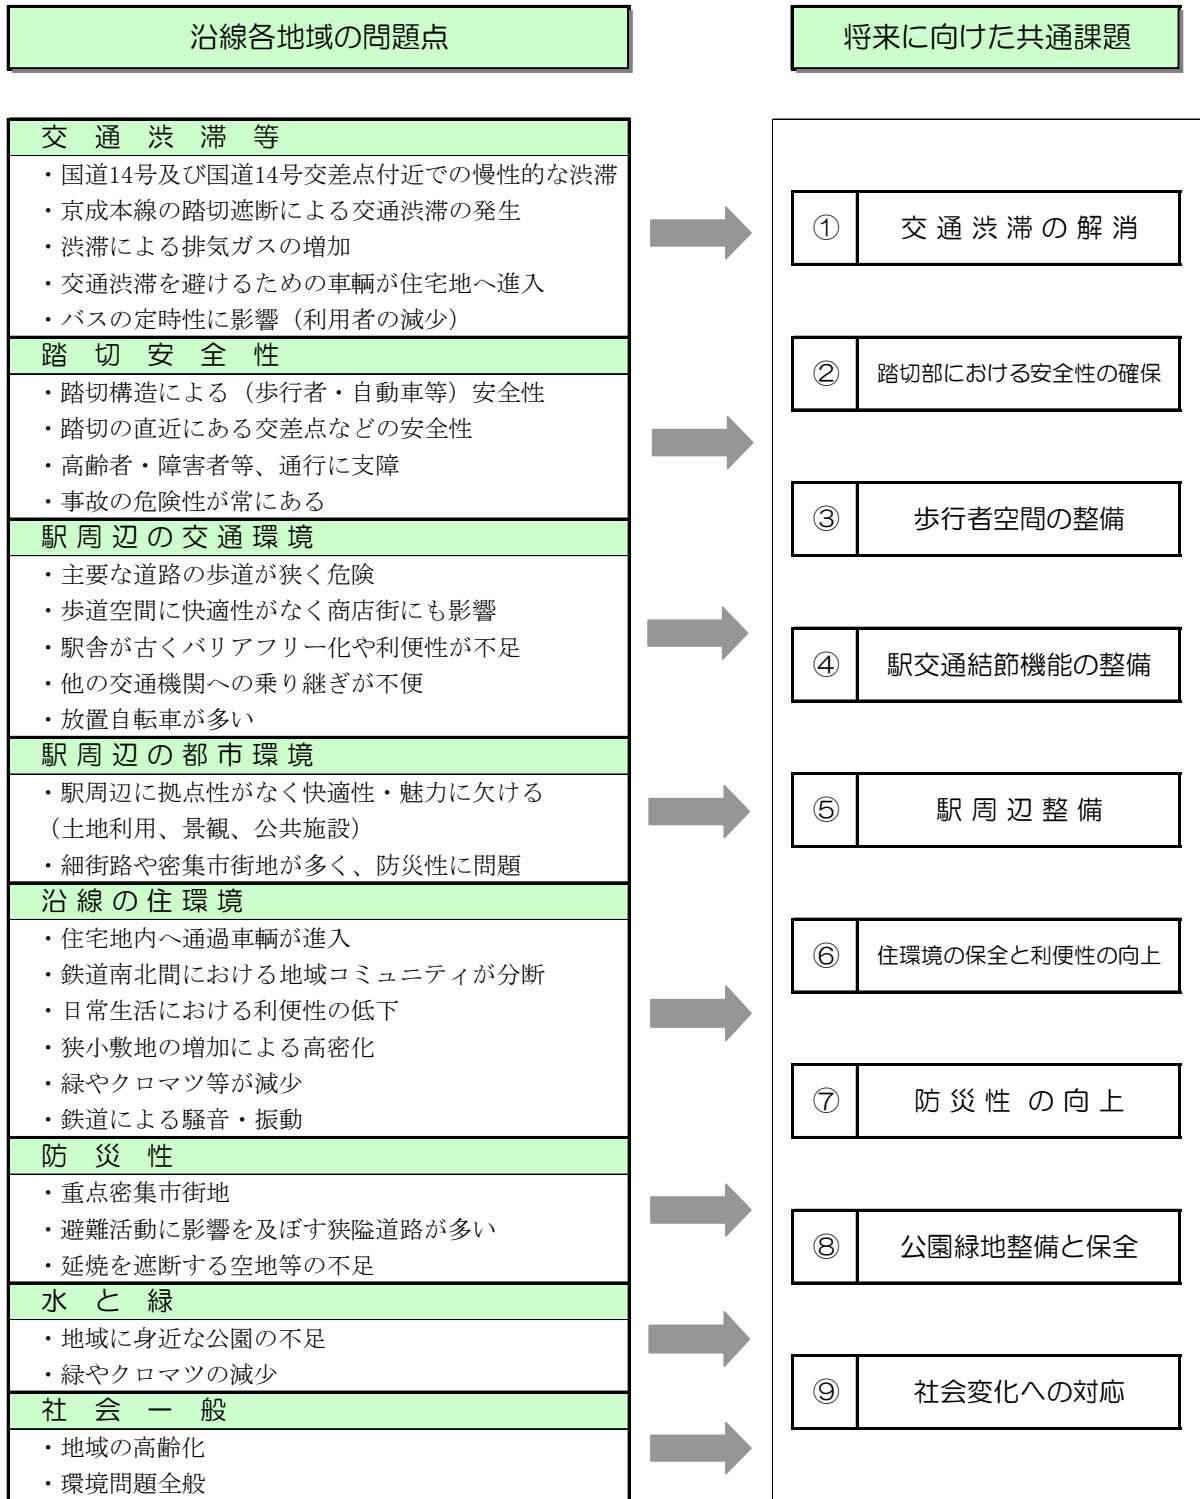 沿線各地域の問題点
交通渋滞等
・国道14号及び国道14号交差点付近での慢性的な渋滞
・京成本線の踏切遮断による交通渋滞の発生
・渋滞による排気ガスの増加
・交通渋滞を避けるための車輌が住宅地へ進入
・バスの定時性に影響（利用者の減少）
踏切安全性
・踏切構造による（歩行者・自動車等）安全性
・踏切の直近にある交差点などの安全性
・高齢者・障害者等、通行に支障
・事故の危険性が常にある
駅周辺の交通環境
・主要な道路の歩道が狭く危険
・歩道空間に快適性がなく商店街にも影響
・駅舎が古くバリアフリー化や利便性が不足
・他の交通機関への乗り継ぎが不便
・放置自転車が多い
駅周辺の都市環境
・駅周辺に拠点性がなく快適性・魅力に欠ける
（土地利用、景観、公共施設）
・細街路や密集市街地が多く、防災性に問題
沿線の住環境
・住宅地内へ通過車輌が進入
・鉄道南北間における地域コミュニティが分断
・日常生活における利便性の低下
・狭小敷地の増加による高密化
・緑やクロマツ等が減少
・鉄道による騒音・振動
防災性
・重点密集市街地
・避難活動に影響を及ぼす狭隘道路が多い
・延焼を遮断する空地等の不足
水と緑
・地域に身近な公園の不足
・緑やクロマツの減少
社会一般
・地域の高齢化
・環境問題全般
将来に向けた共通課題
① 交通渋滞の解消
② 踏切部における安全性の確保
③ 歩行者空間の整備
④ 駅交通結節機能の整備
⑤ 駅周辺整備
⑥ 住環境の保全と利便性の向上
⑦ 防災性の向上
⑧ 公園緑地整備と保全
⑨ 社会変化への対応